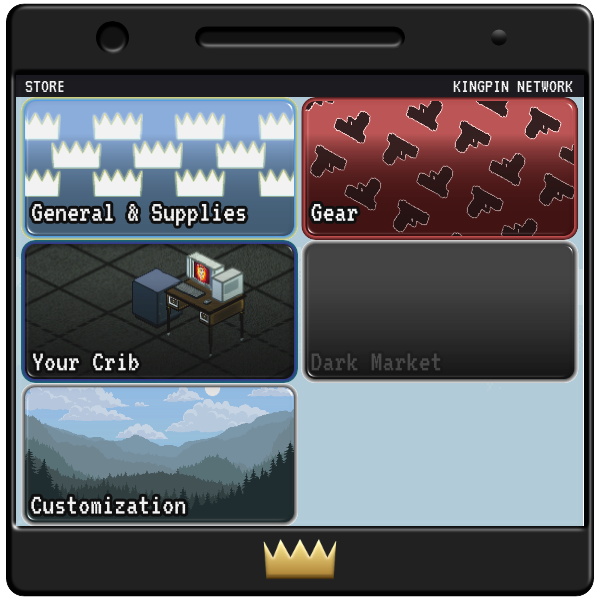 STORE
KINGPIN NETWORK
General & Supplies
Gear
Your Crib
Dark Market
Customization